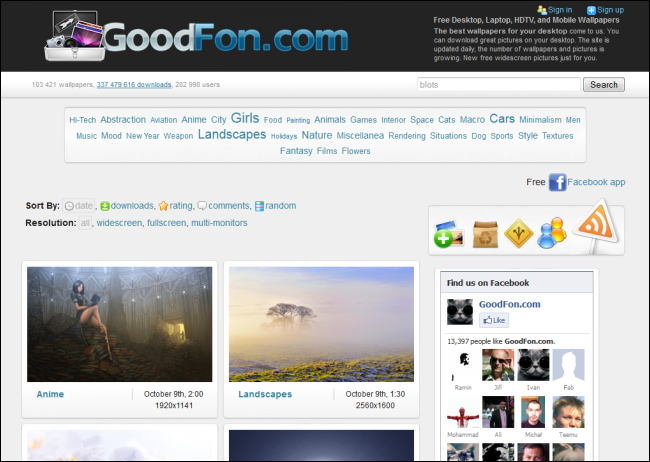 Sign in Sign up
GoodFon.com
Free Desktop, Laptop, HDTV, and Mobile Wallpapers
The best wallpapers for your desktop come to us. You
can download great pictures on your desktop. The site is
updated daily, the number of wallpapers and pictures is
growing. New free widescreen pictures just for you.
103 421 wallpapers, 337 479 616 downloads, 202 998 users
blots Search
Hi-Tech Abstraction Aviation Anime City Girls Food Painting Animals Games Interior Space Cats Macro Cars Minimalism Men
Music Mood New Year Weapon Landscapes Holidays Nature Miscellanea Rendering Situations Dog Sports Style Textures
Fantasy Films Flowers
Free Facebook app
Sort By: date, downloads, rating, comments, random
Resolution: all, widescreen, fullscreen, multi-monitors
Find us on Facebook
GoodFon.com
Like
13,397 people like GoodFon.com.
Ramin Jiří Ivan Fab
Mohammad Ali Michał Teemu
Anime October 9th, 2:00
1920x1141
Landscapes October 9th, 1:30
2560x1600